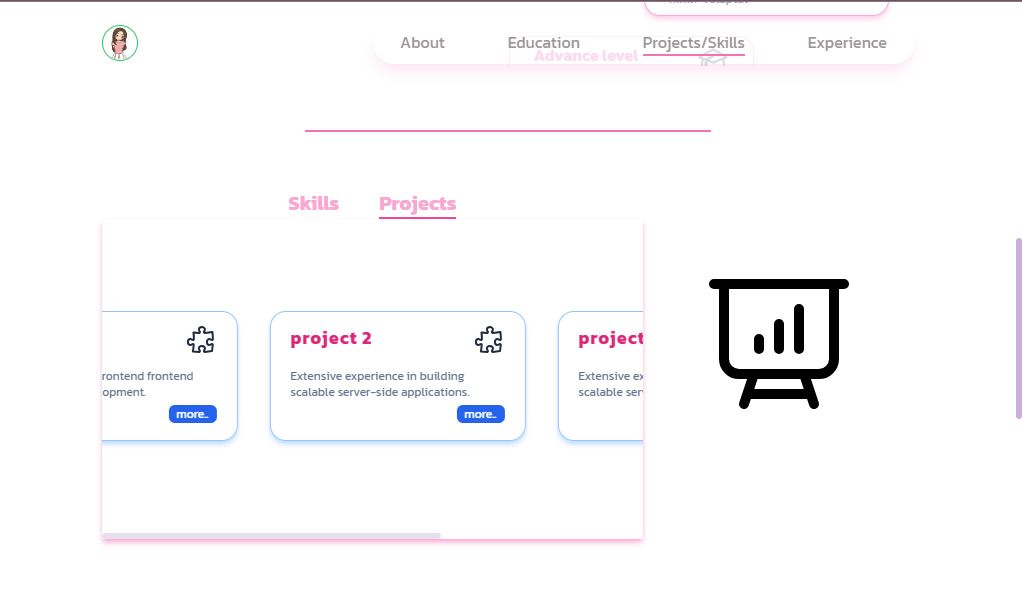 About Education Projects/Skills Experience
Advance level
Skills Projects
rontend frontend
opment.
more..
project 2
Extensive experience in building
scalable server-side applications.
more..
project
Extensive ex
scalable ser